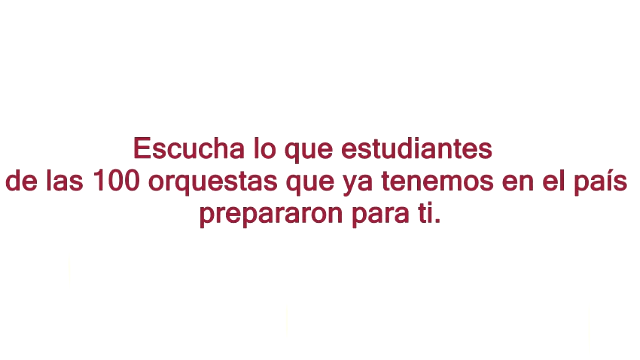 Escucha lo que estudiantes
de las 100 orquestas que ya tenemos en el país
prepararon para ti.